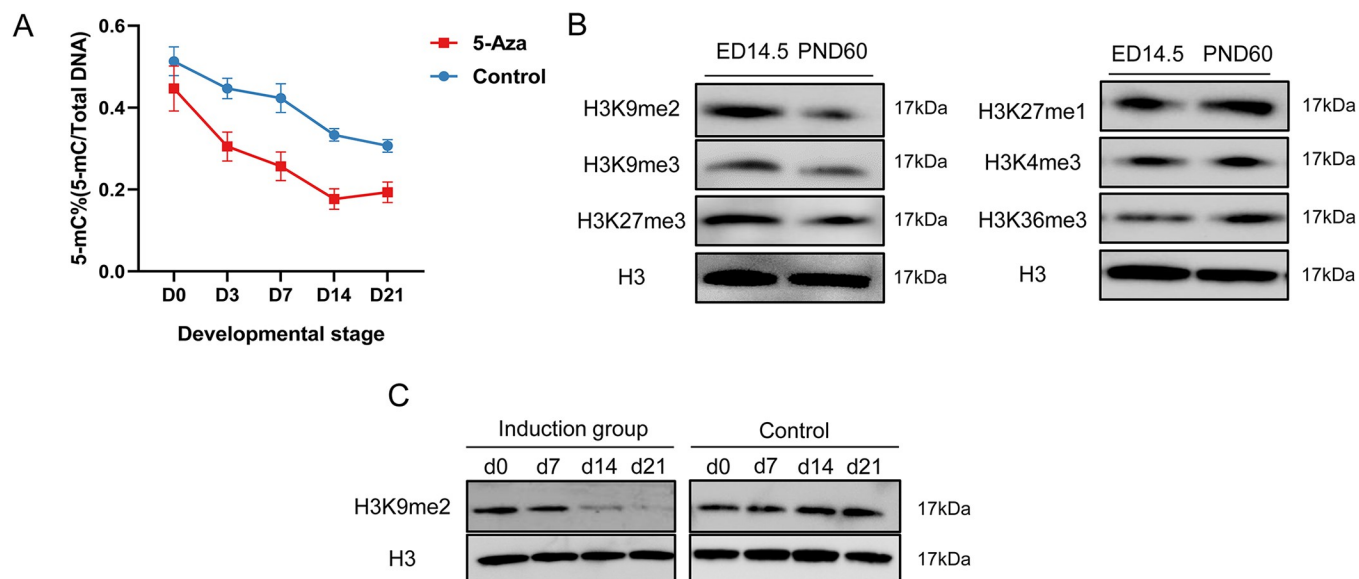 A
0.6
0.4
0.2
0.0
5-mC%(5-mC/Total DNA)
D0 D3 D7 D14 D21
Developmental stage
5-Aza
Control
B
ED14.5 PND60
H3K9me2 17kDa
H3K9me3 17kDa
H3K27me3 17kDa
H3 17kDa
ED14.5 PND60
H3K27me1 17kDa
H3K4me3 17kDa
H3K36me3 17kDa
H3 17kDa
C
Induction group Control
d0 d7 d14 d21 d0 d7 d14 d21
H3K9me2 17kDa
H3 17kDa